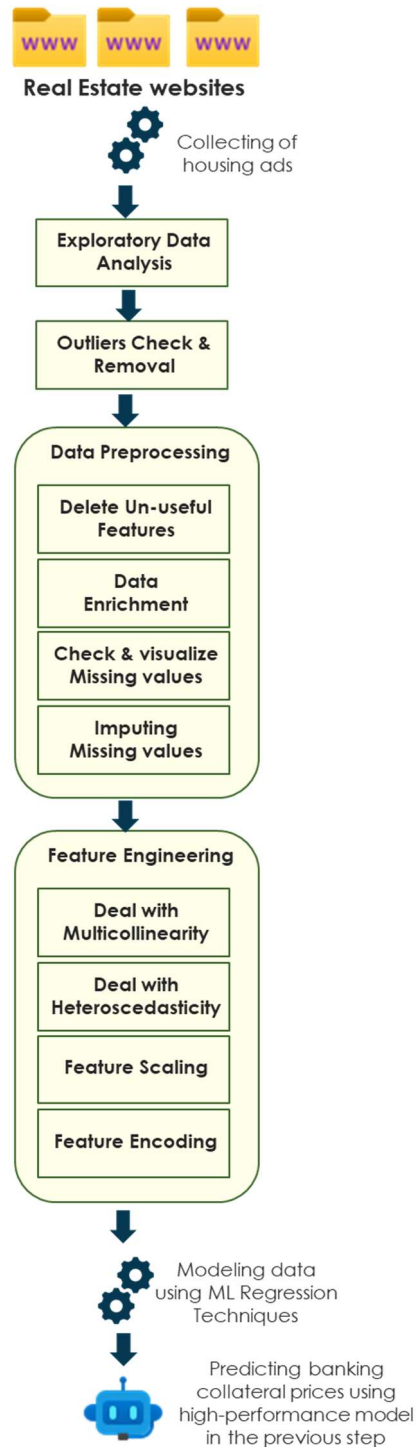 www www www
Real Estate websites
Collecting of
housing ads
Exploratory Data
Analysis
Outliers Check &
Removal
Data Preprocessing
Delete Un-useful
Features
Data
Enrichment
Check & visualize
Missing values
Imputing
Missing values
Feature Engineering
Deal with
Multicollinearity
Deal with
Heteroscedasticity
Feature Scaling
Feature Encoding
Modeling data
using ML Regression
Techniques
Predicting banking
collateral prices using
high-performance model
in the previous step